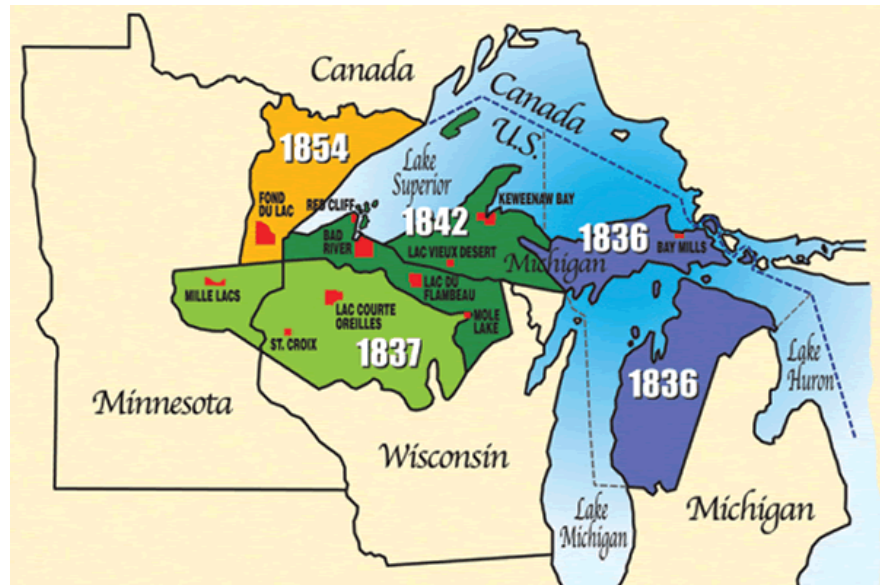 Canada
Canada
U.S.
1854
Lake
Superior
FOND
DU LAC
RED CLIFF
KEWEENAW BAY
1842
1836
BAD
RIVER
LAC VIEUX DESERT
Michigan
BAY MILLS
MILLE LACS
LAC DU
FLAMBEAU
LAC COURTE
OREILLES
MOLE
LAKE
ST. CROIX
1837
1836
Lake
Huron
Minnesota
Wisconsin
Lake
Michigan
Michigan